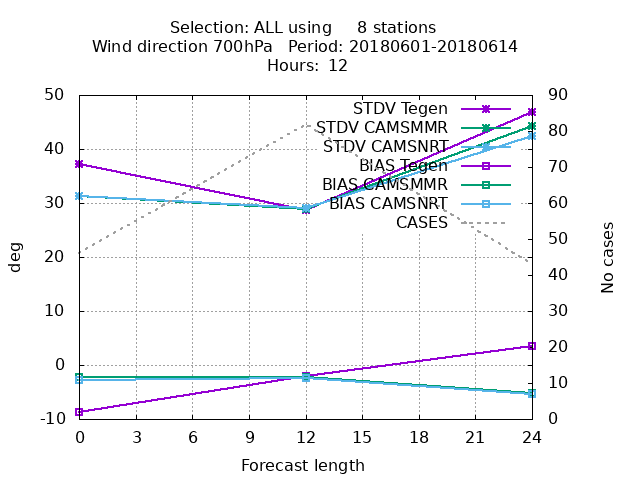 Selection: ALL using 8 stations
Wind direction 700hPa Period: 20180601-20180614
Hours: 12
50
40
30
20
10
0
-10
deg
90
80
70
60
50
40
30
20
10
0
No cases
STDV Tegen
STDV CAMSMMR
STDV CAMSNRT
BIAS Tegen
BIAS CAMSMMR
BIAS CAMSNRT
CASES
0 3 6 9 12 15 18 21 24
Forecast length